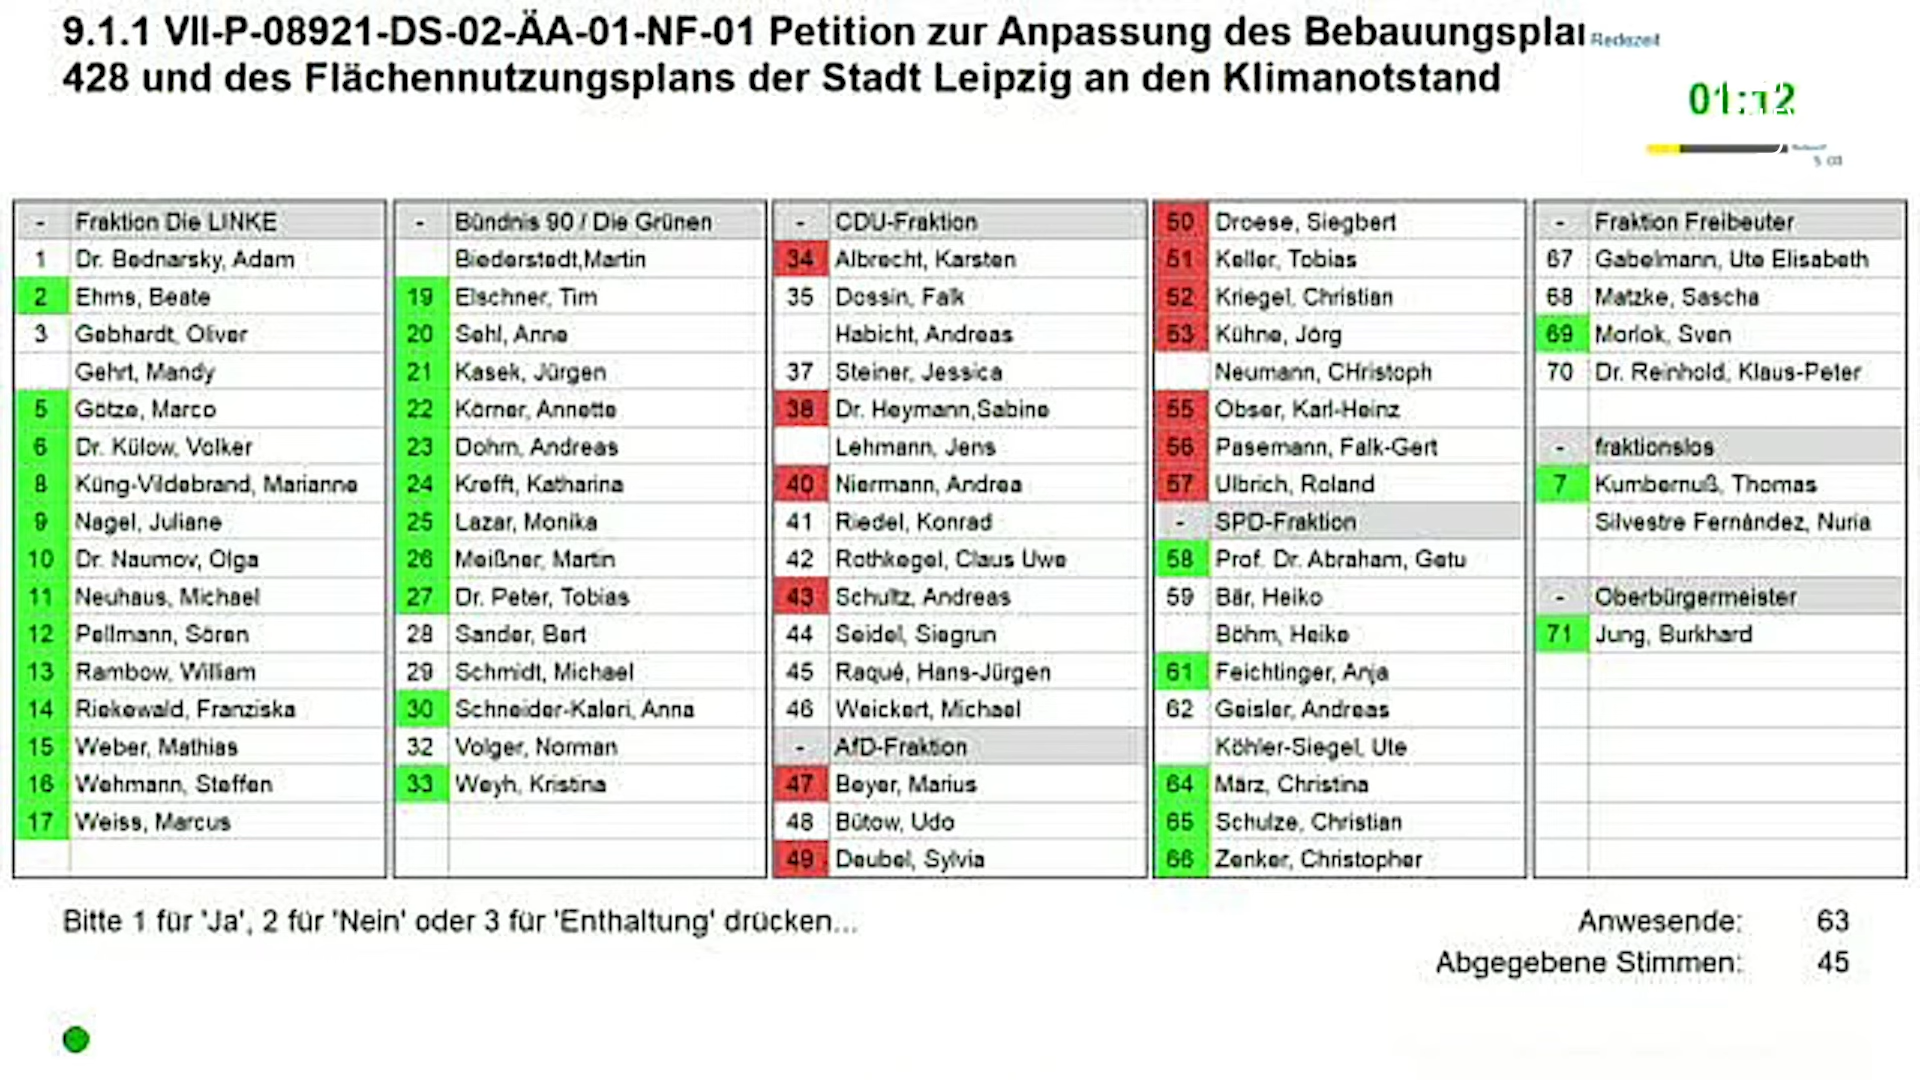 9.1.1 VII-P-08921-DS-02-ÄA-01-NF-01 Petition zur Anpassung des Bebauungsplan
428 und des Flächennutzungsplans der Stadt Leipzig an den Klimanotstand
Redezeit
01:12
- Fraktion Die LINKE
1 Dr. Bednarsky, Adam
2 Ehms, Beate
3 Gebhardt, Oliver
Gehrt, Mandy
5 Götze, Marco
6 Dr. Külow, Volker
8 Küng-Vildebrand, Marianne
9 Nagel, Juliane
10 Dr. Naumov, Olga
11 Neuhaus, Michael
12 Pellmann, Sören
13 Rambow, William
14 Riekewald, Franziska
15 Weber, Mathias
16 Wehmann, Steffen
17 Weiss, Marcus
- Bündnis 90 / Die Grünen
Biederstedt,Martin
19 Elschner, Tim
20 Sehl, Anne
21 Kasek, Jürgen
22 Körner, Annette
23 Dohrn, Andreas
24 Krefft, Katharina
25 Lazar, Monika
26 Meißner, Martin
27 Dr. Peter, Tobias
28 Sander, Bert
29 Schmidt, Michael
30 Schneider-Kaleri, Anna
32 Volger, Norman
33 Weyh, Kristina
- CDU-Fraktion
34 Albrecht, Karsten
35 Dossin, Falk
Habicht, Andreas
37 Steiner, Jessica
38 Dr. Heymann,Sabine
Lehmann, Jens
40 Niermann, Andrea
41 Riedel, Konrad
42 Rothkegel, Claus Uwe
43 Schultz, Andreas
44 Seidel, Siegrun
45 Raqué, Hans-Jürgen
46 Weickert, Michael
- AfD-Fraktion
47 Beyer, Marius
48 Bütow, Udo
49 Deubel, Sylvia
50 Droese, Siegbert
51 Keller, Tobias
52 Kriegel, Christian
53 Kühne, Jörg
Neumann, CHristoph
55 Obser, Karl-Heinz
56 Pasemann, Falk-Gert
57 Ulbrich, Roland
- SPD-Fraktion
58 Prof. Dr. Abraham, Getu
59 Bär, Heiko
Böhm, Heike
61 Feichtinger, Anja
62 Geisler, Andreas
Köhler-Siegel, Ute
64 März, Christina
65 Schulze, Christian
66 Zenker, Christopher
- Fraktion Freibeuter
67 Gabelmann, Ute Elisabeth
68 Matzke, Sascha
69 Morlok, Sven
70 Dr. Reinhold, Klaus-Peter
- fraktionslos
7 Kumbernuß, Thomas
Silvestre Fernández, Nuria
- Oberbürgermeister
71 Jung, Burkhard
Bitte 1 für 'Ja', 2 für 'Nein' oder 3 für 'Enthaltung' drücken...
Anwesende: 63
Abgegebene Stimmen: 45